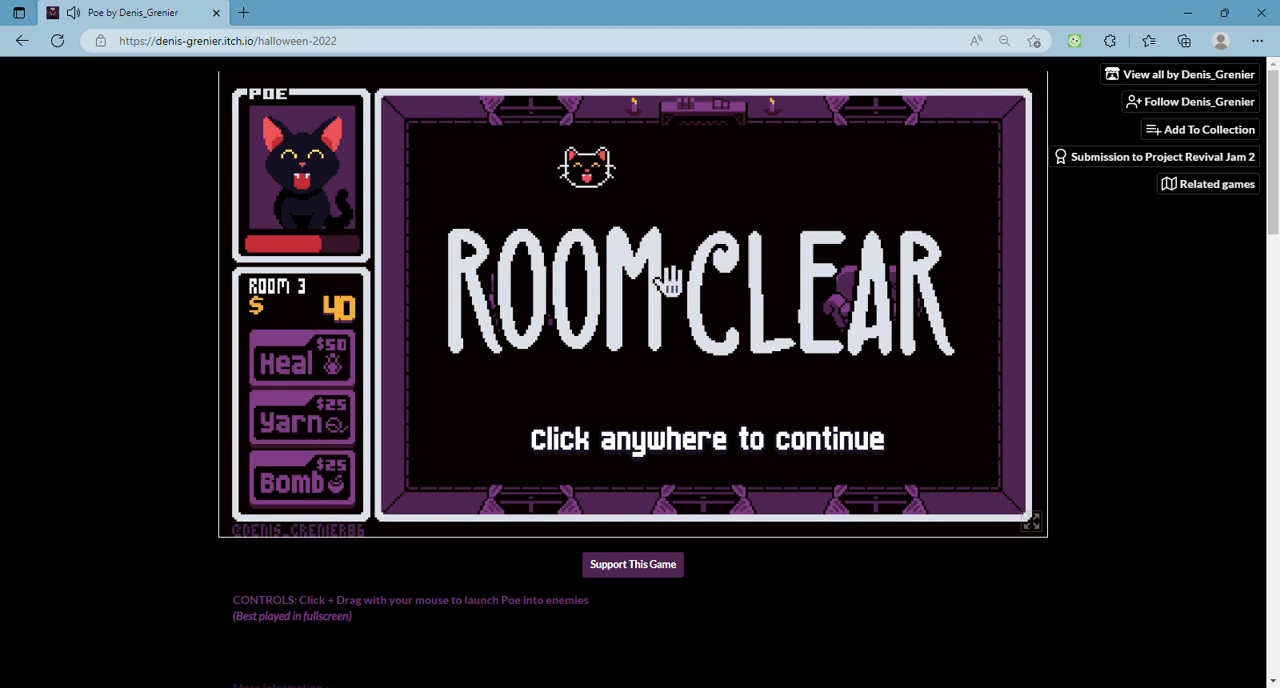 Poe by Denis_Grenier
https://denis-grenier.itch.io/halloween-2022
View all by Denis_Grenier
Follow Denis_Grenier
Add To Collection
Submission to Project Revival Jam 2
Related games
POE
ROOM 3
$ 40
$50
Heal
$25
Yarn
$25
Bomb
@DENIS_GRENIER86
ROOM CLEAR
click anywhere to continue
Support This Game
CONTROLS: Click + Drag with your mouse to launch Poe into enemies
(Best played in fullscreen)
More information